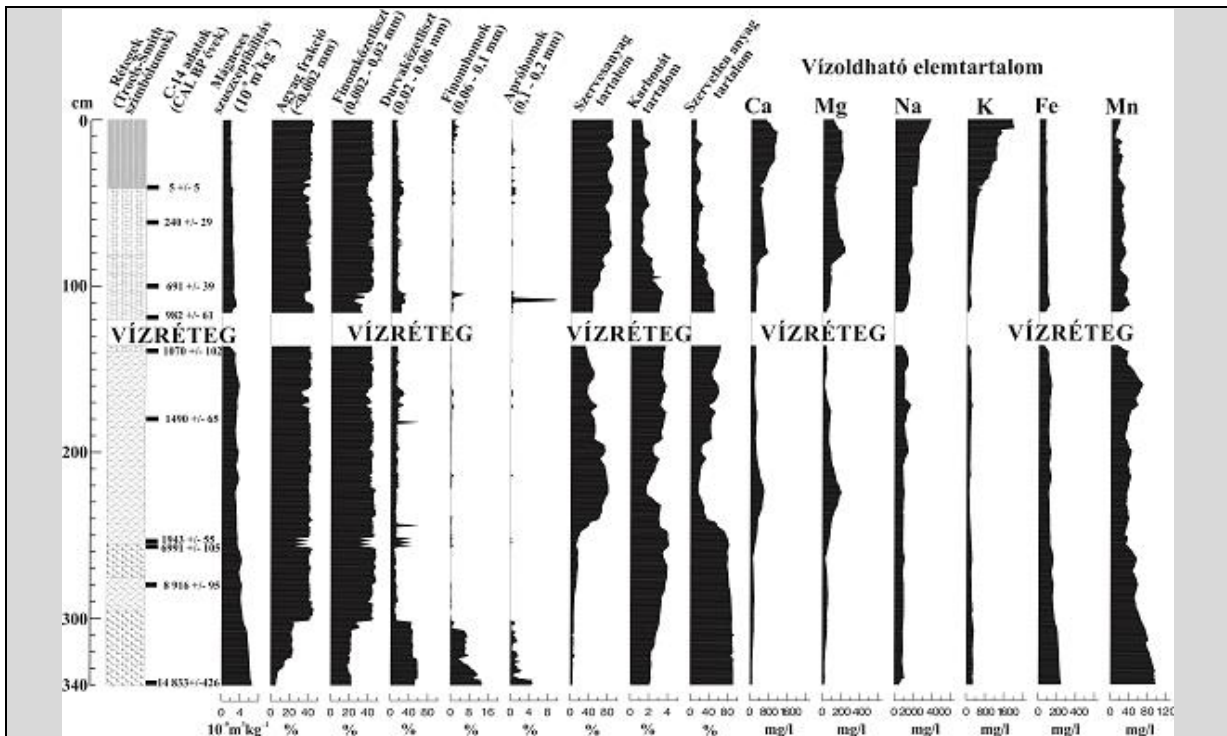 Rétegek
(Troels-Smith
szimbólumok)
C-14 adatok
(CAL BP évek)
Mágneses
szuszceptibilitás
Agyag frakció
(<0.002 mm)
Finomkőzetliszt
(0.002 - 0.02 mm)
Durvakőzetliszt
(0.02 - 0.06 mm)
Finomhomok
(0.06 - 0.1 mm)
Apróhomok
(0.1 - 0.2 mm)
Szervesanyag
tartalom
Karbonát
tartalom
Szervetlen anyag
tartalom
Vízoldható elemtartalom
Ca Mg Na K Fe Mn
cm
0
5 +/- 5
240 +/- 29
691 +/- 39
100
982 +/- 61
VÍZRÉTEG VÍZRÉTEG VÍZRÉTEG VÍZRÉTEG VÍZRÉTEG
1070 +/- 102
1490 +/- 65
200
1943 +/- 55
6991 +/- 105
8 916 +/- 95
300
14 833+/-426
340
0 4 0 20 40 0 20 40 0 40 80 0 8 16 0 4 8 0 40 80 0 2 4 0 40 80 0 800 1600 0 200 400 0 2000 4000 0 800 1600 0 200 400 0 40 80 120
% % % % % % % % mg/l mg/l mg/l mg/l mg/l mg/l